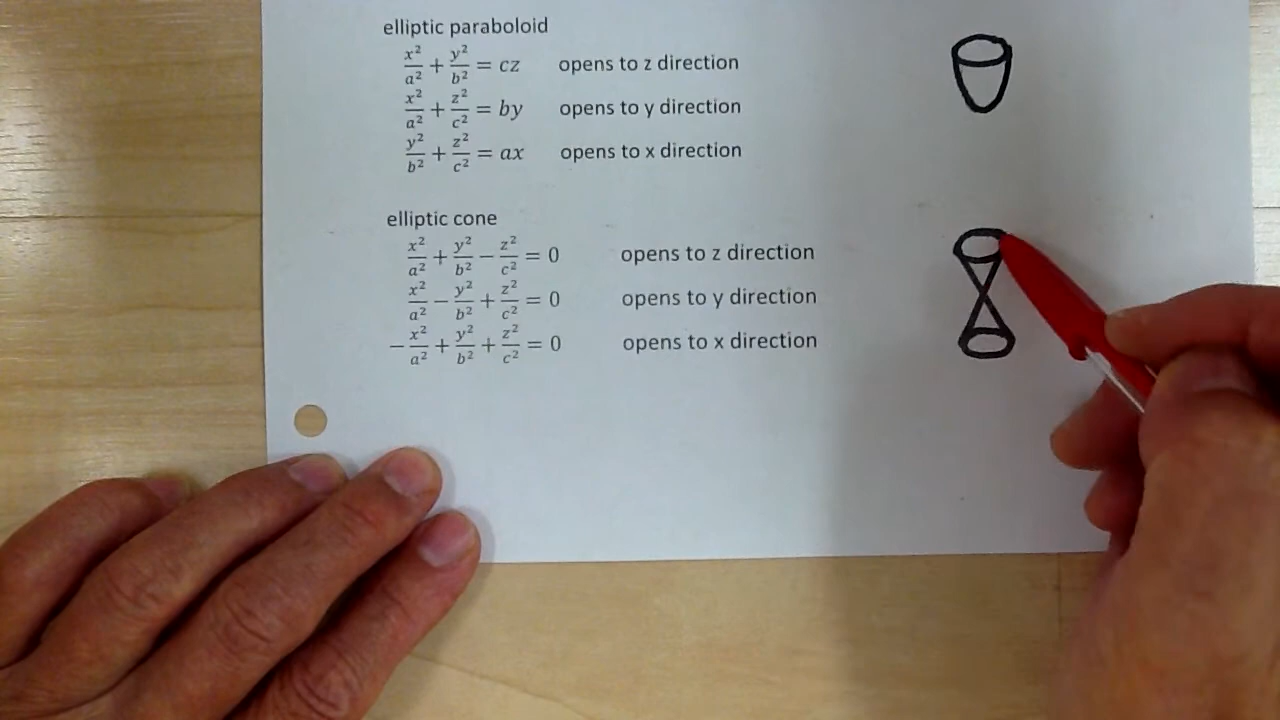 elliptic paraboloid
x²/a² + y²/b² = cz opens to z direction
x²/a² + z²/c² = by opens to y direction
y²/b² + z²/c² = ax opens to x direction
elliptic cone
x²/a² + y²/b² − z²/c² = 0 opens to z direction
x²/a² − y²/b² + z²/c² = 0 opens to y direction
−x²/a² + y²/b² + z²/c² = 0 opens to x direction